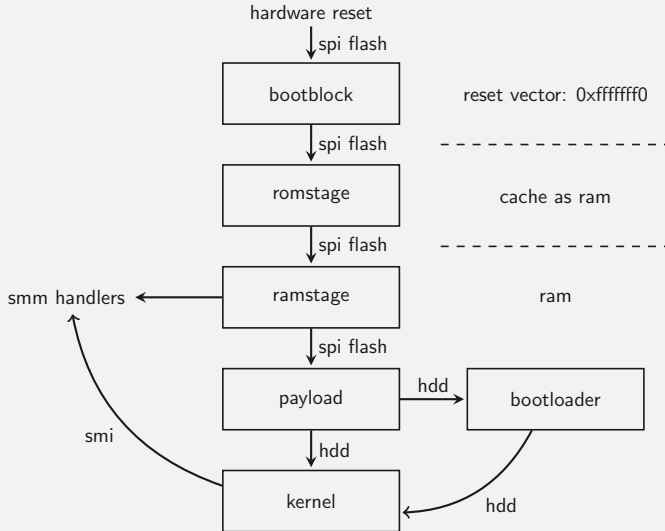 hardware reset
spi flash
bootblock
reset vector: 0xfffffff0
spi flash
romstage
cache as ram
spi flash
smm handlers
ramstage
ram
spi flash
payload
hdd
bootloader
smi
hdd
kernel
hdd